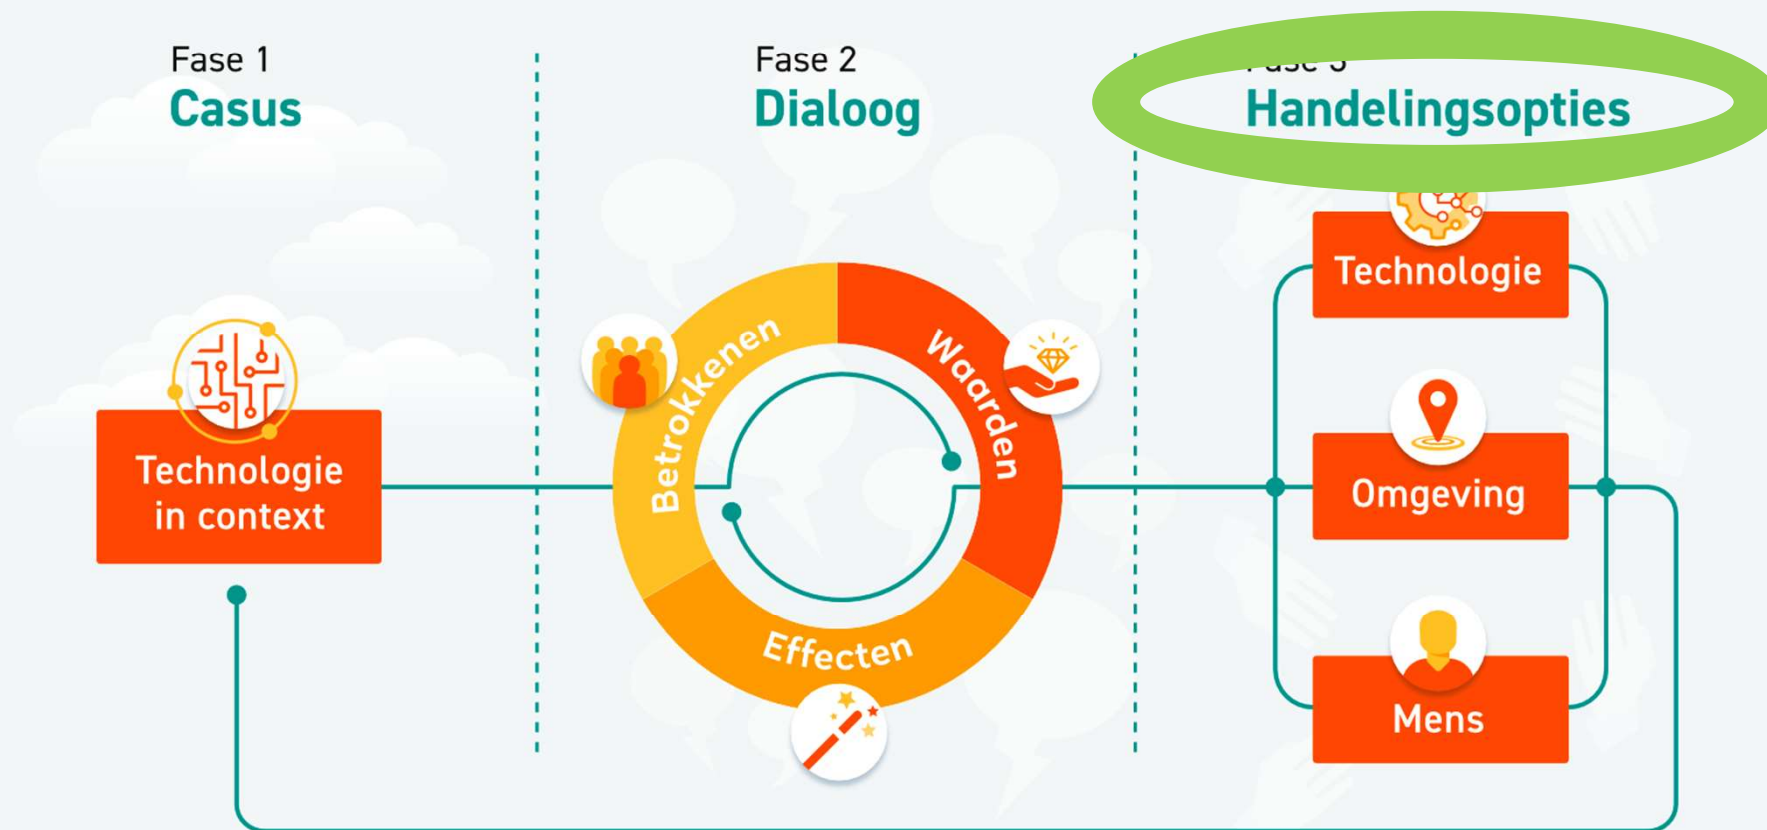 Fase 1
Casus
Technologie
in context
Fase 2
Dialoog
Betrokkenen
Waarden
Effecten
Handelingsopties
Technologie
Omgeving
Mens